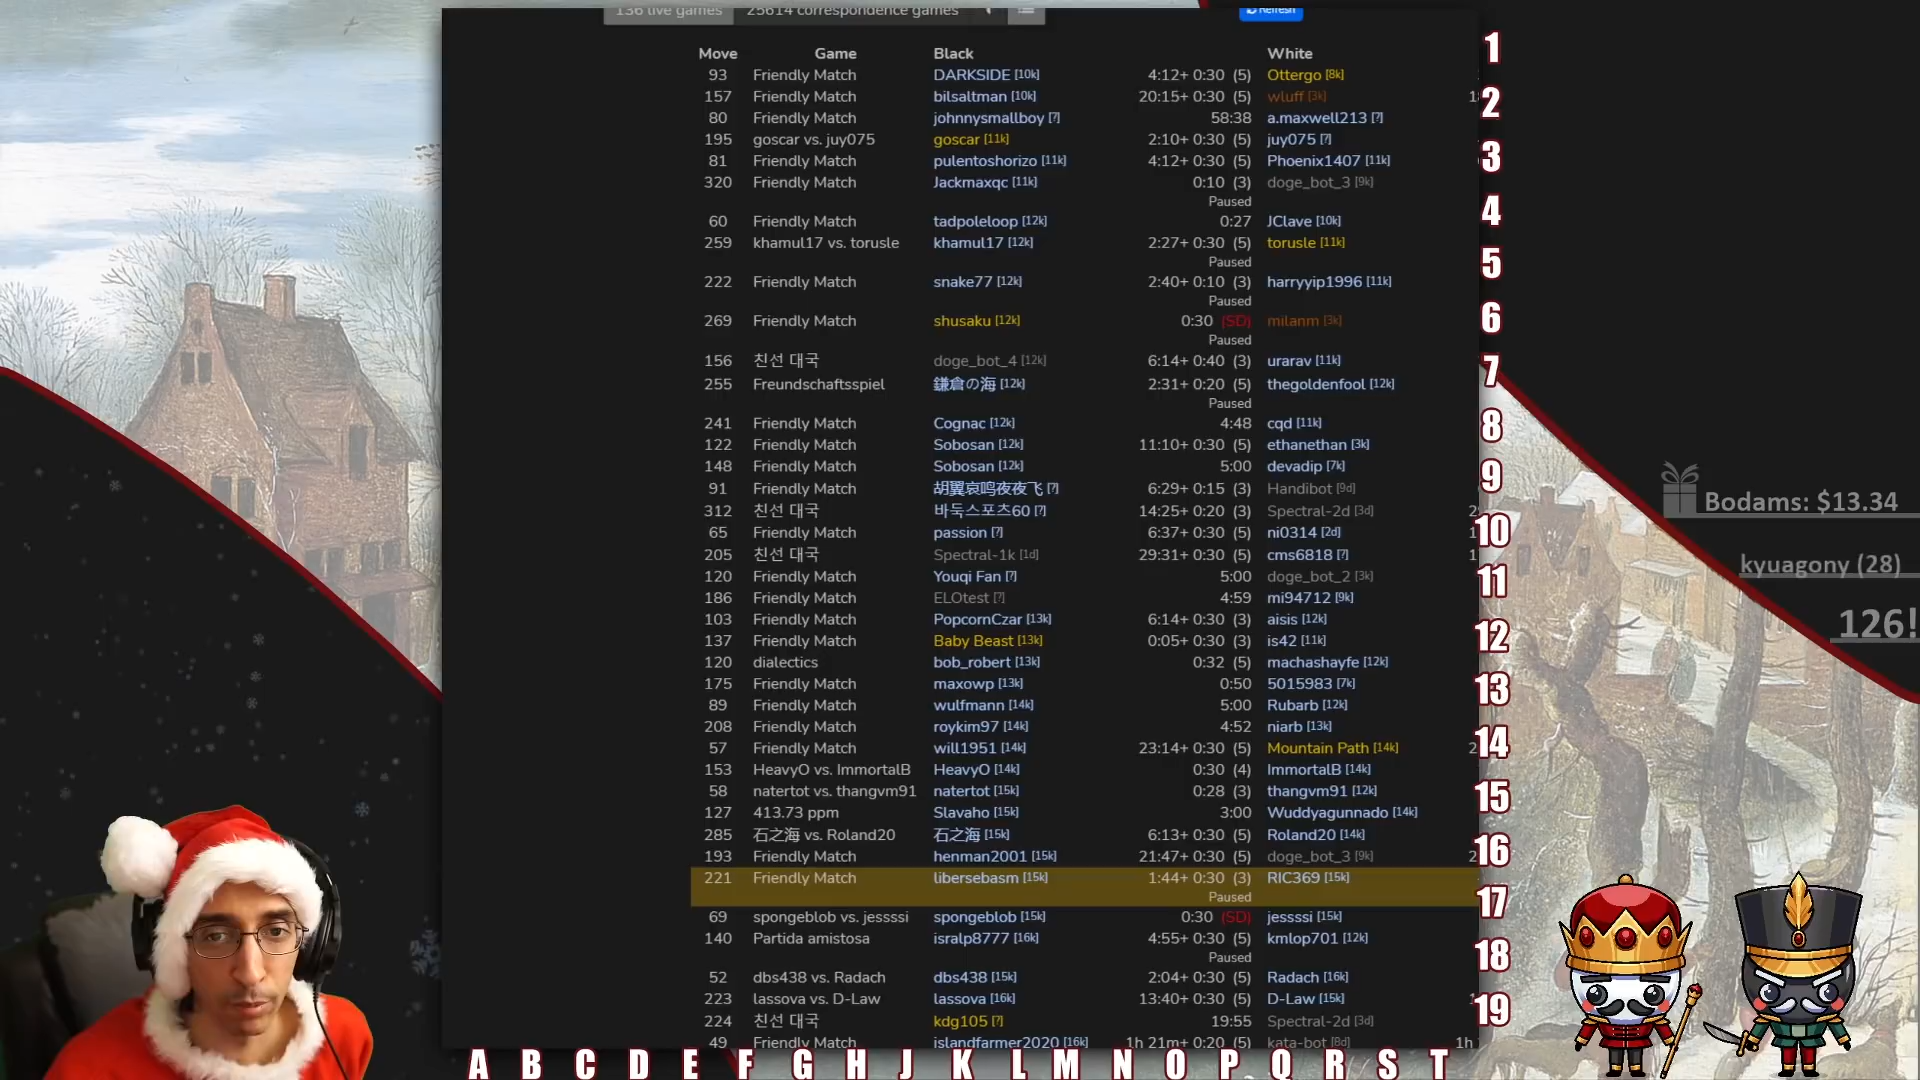 136 live games 25614 correspondence games Refresh
Move Game Black White
93 Friendly Match DARKSIDE [10k] 4:12+ 0:30 (5) Ottergo [8k]
157 Friendly Match bilsaltman [10k] 20:15+ 0:30 (5) wluff [3k]
80 Friendly Match johnnysmallboy [?] 58:38 a.maxwell213 [?]
195 goscar vs. juy075 goscar [11k] 2:10+ 0:30 (5) juy075 [?]
81 Friendly Match pulentoshorizo [11k] 4:12+ 0:30 (5) Phoenix1407 [11k]
320 Friendly Match Jackmaxqc [11k] 0:10 (3) doge_bot_3 [9k]
Paused
60 Friendly Match tadpoleloop [12k] 0:27 JClave [10k]
259 khamul17 vs. torusle khamul17 [12k] 2:27+ 0:30 (5) torusle [11k]
Paused
222 Friendly Match snake77 [12k] 2:40+ 0:10 (3) harryyip1996 [11k]
Paused
269 Friendly Match shusaku [12k] 0:30 (SD) milanm [3k]
Paused
156 친선 대국 doge_bot_4 [12k] 6:14+ 0:40 (3) urarav [11k]
255 Freundschaftsspiel 鎌倉の海 [12k] 2:31+ 0:20 (5) thegoldenfool [12k]
Paused
241 Friendly Match Cognac [12k] 4:48 cqd [11k]
122 Friendly Match Sobosan [12k] 11:10+ 0:30 (5) ethanethan [3k]
148 Friendly Match Sobosan [12k] 5:00 devadip [7k]
91 Friendly Match 胡翼哀鸣夜夜飞 [?] 6:29+ 0:15 (3) Handibot [9d]
312 친선 대국 바둑스포츠60 [?] 14:25+ 0:20 (3) Spectral-2d [3d]
65 Friendly Match passion [?] 6:37+ 0:30 (5) ni0314 [2d]
205 친선 대국 Spectral-1k [1d] 29:31+ 0:30 (5) cms6818 [?]
120 Friendly Match Youqi Fan [?] 5:00 doge_bot_2 [3k]
186 Friendly Match ELOtest [?] 4:59 mi94712 [9k]
103 Friendly Match PopcornCzar [13k] 6:14+ 0:30 (3) aisis [12k]
137 Friendly Match Baby Beast [13k] 0:05+ 0:30 (3) is42 [11k]
120 dialectics bob_robert [13k] 0:32 (5) machashayfe [12k]
175 Friendly Match maxowp [13k] 0:50 5015983 [7k]
89 Friendly Match wulfmann [14k] 5:00 Rubarb [12k]
208 Friendly Match roykim97 [14k] 4:52 niarb [13k]
57 Friendly Match will1951 [14k] 23:14+ 0:30 (5) Mountain Path [14k]
153 HeavyO vs. ImmortalB HeavyO [14k] 0:30 (4) ImmortalB [14k]
58 natertot vs. thangvm91 natertot [15k] 0:28 (3) thangvm91 [12k]
127 413.73 ppm Slavaho [15k] 3:00 Wuddyagunnado [14k]
285 石之海 vs. Roland20 石之海 [15k] 6:13+ 0:30 (5) Roland20 [14k]
193 Friendly Match henman2001 [15k] 21:47+ 0:30 (5) doge_bot_3 [9k]
221 Friendly Match libersebasm [15k] 1:44+ 0:30 (3) RIC369 [15k]
Paused
69 spongeblob vs. jessssi spongeblob [15k] 0:30 (SD) jessssi [15k]
140 Partida amistosa isralp8777 [16k] 4:55+ 0:30 (5) kmlop701 [12k]
Paused
52 dbs438 vs. Radach dbs438 [15k] 2:04+ 0:30 (5) Radach [16k]
223 lassova vs. D-Law lassova [16k] 13:40+ 0:30 (5) D-Law [15k]
224 친선 대국 kdg105 [?] 19:55 Spectral-2d [3d]
49 Friendly Match islandfarmer2020 [16k] 1h 21m+ 0:20 (5) kata-bot [8d] 1h
1
2
3
4
5
6
7
8
9
10
11
12
13
14
15
16
17
18
19
A B C D E F G H J K L M N O P Q R S T
Bodams: $13.34
kyuagony (28)
126!